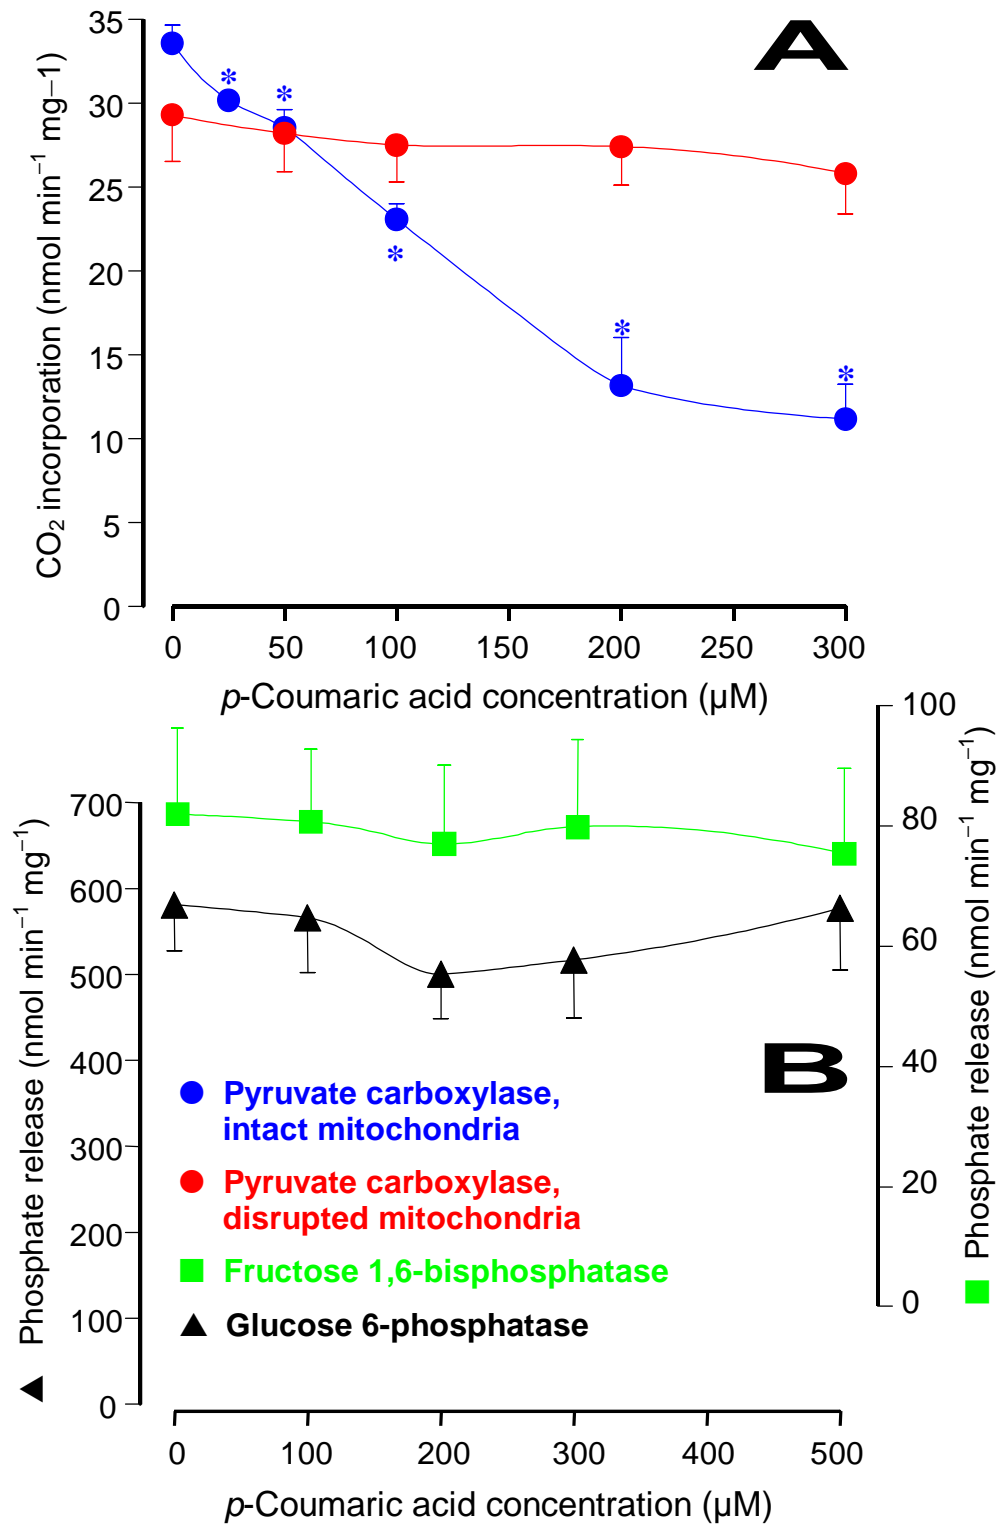 A
CO₂ incorporation (nmol min⁻¹ mg–1)
35
30
25
20
15
10
5
0
0 50 100 150 200 50 300
p-Coumaric acid concentration (µM)
*
*
*
*
*
B
▲ Phosphate release (nmol min⁻¹ mg⁻¹)
700
600
500
400
300
200
100
0
100
80
60
40
20
0
■ Phosphate release (nmol min⁻¹ mg⁻¹)
Pyruvate carboxylase,
intact mitochondria
Pyruvate carboxylase,
disrupted mitochondria
Fructose 1,6-bisphosphatase
Glucose 6-phosphatase
0 100 200 300 400 500
p-Coumaric acid concentration (µM)